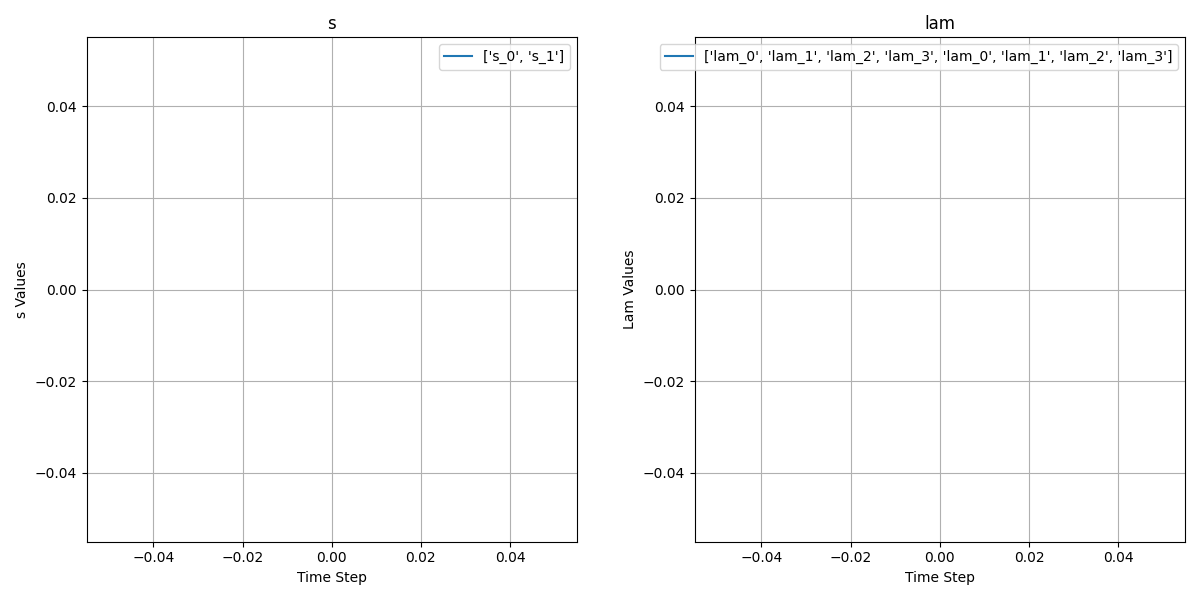 s
['s_0', 's_1']
0.04
0.02
0.00
−0.02
−0.04
s Values
−0.04 −0.02 0.00 0.02 0.04
Time Step
lam
['lam_0', 'lam_1', 'lam_2', 'lam_3', 'lam_0', 'lam_1', 'lam_2', 'lam_3']
0.04
0.02
0.00
−0.02
−0.04
Lam Values
−0.04 −0.02 0.00 0.02 0.04
Time Step